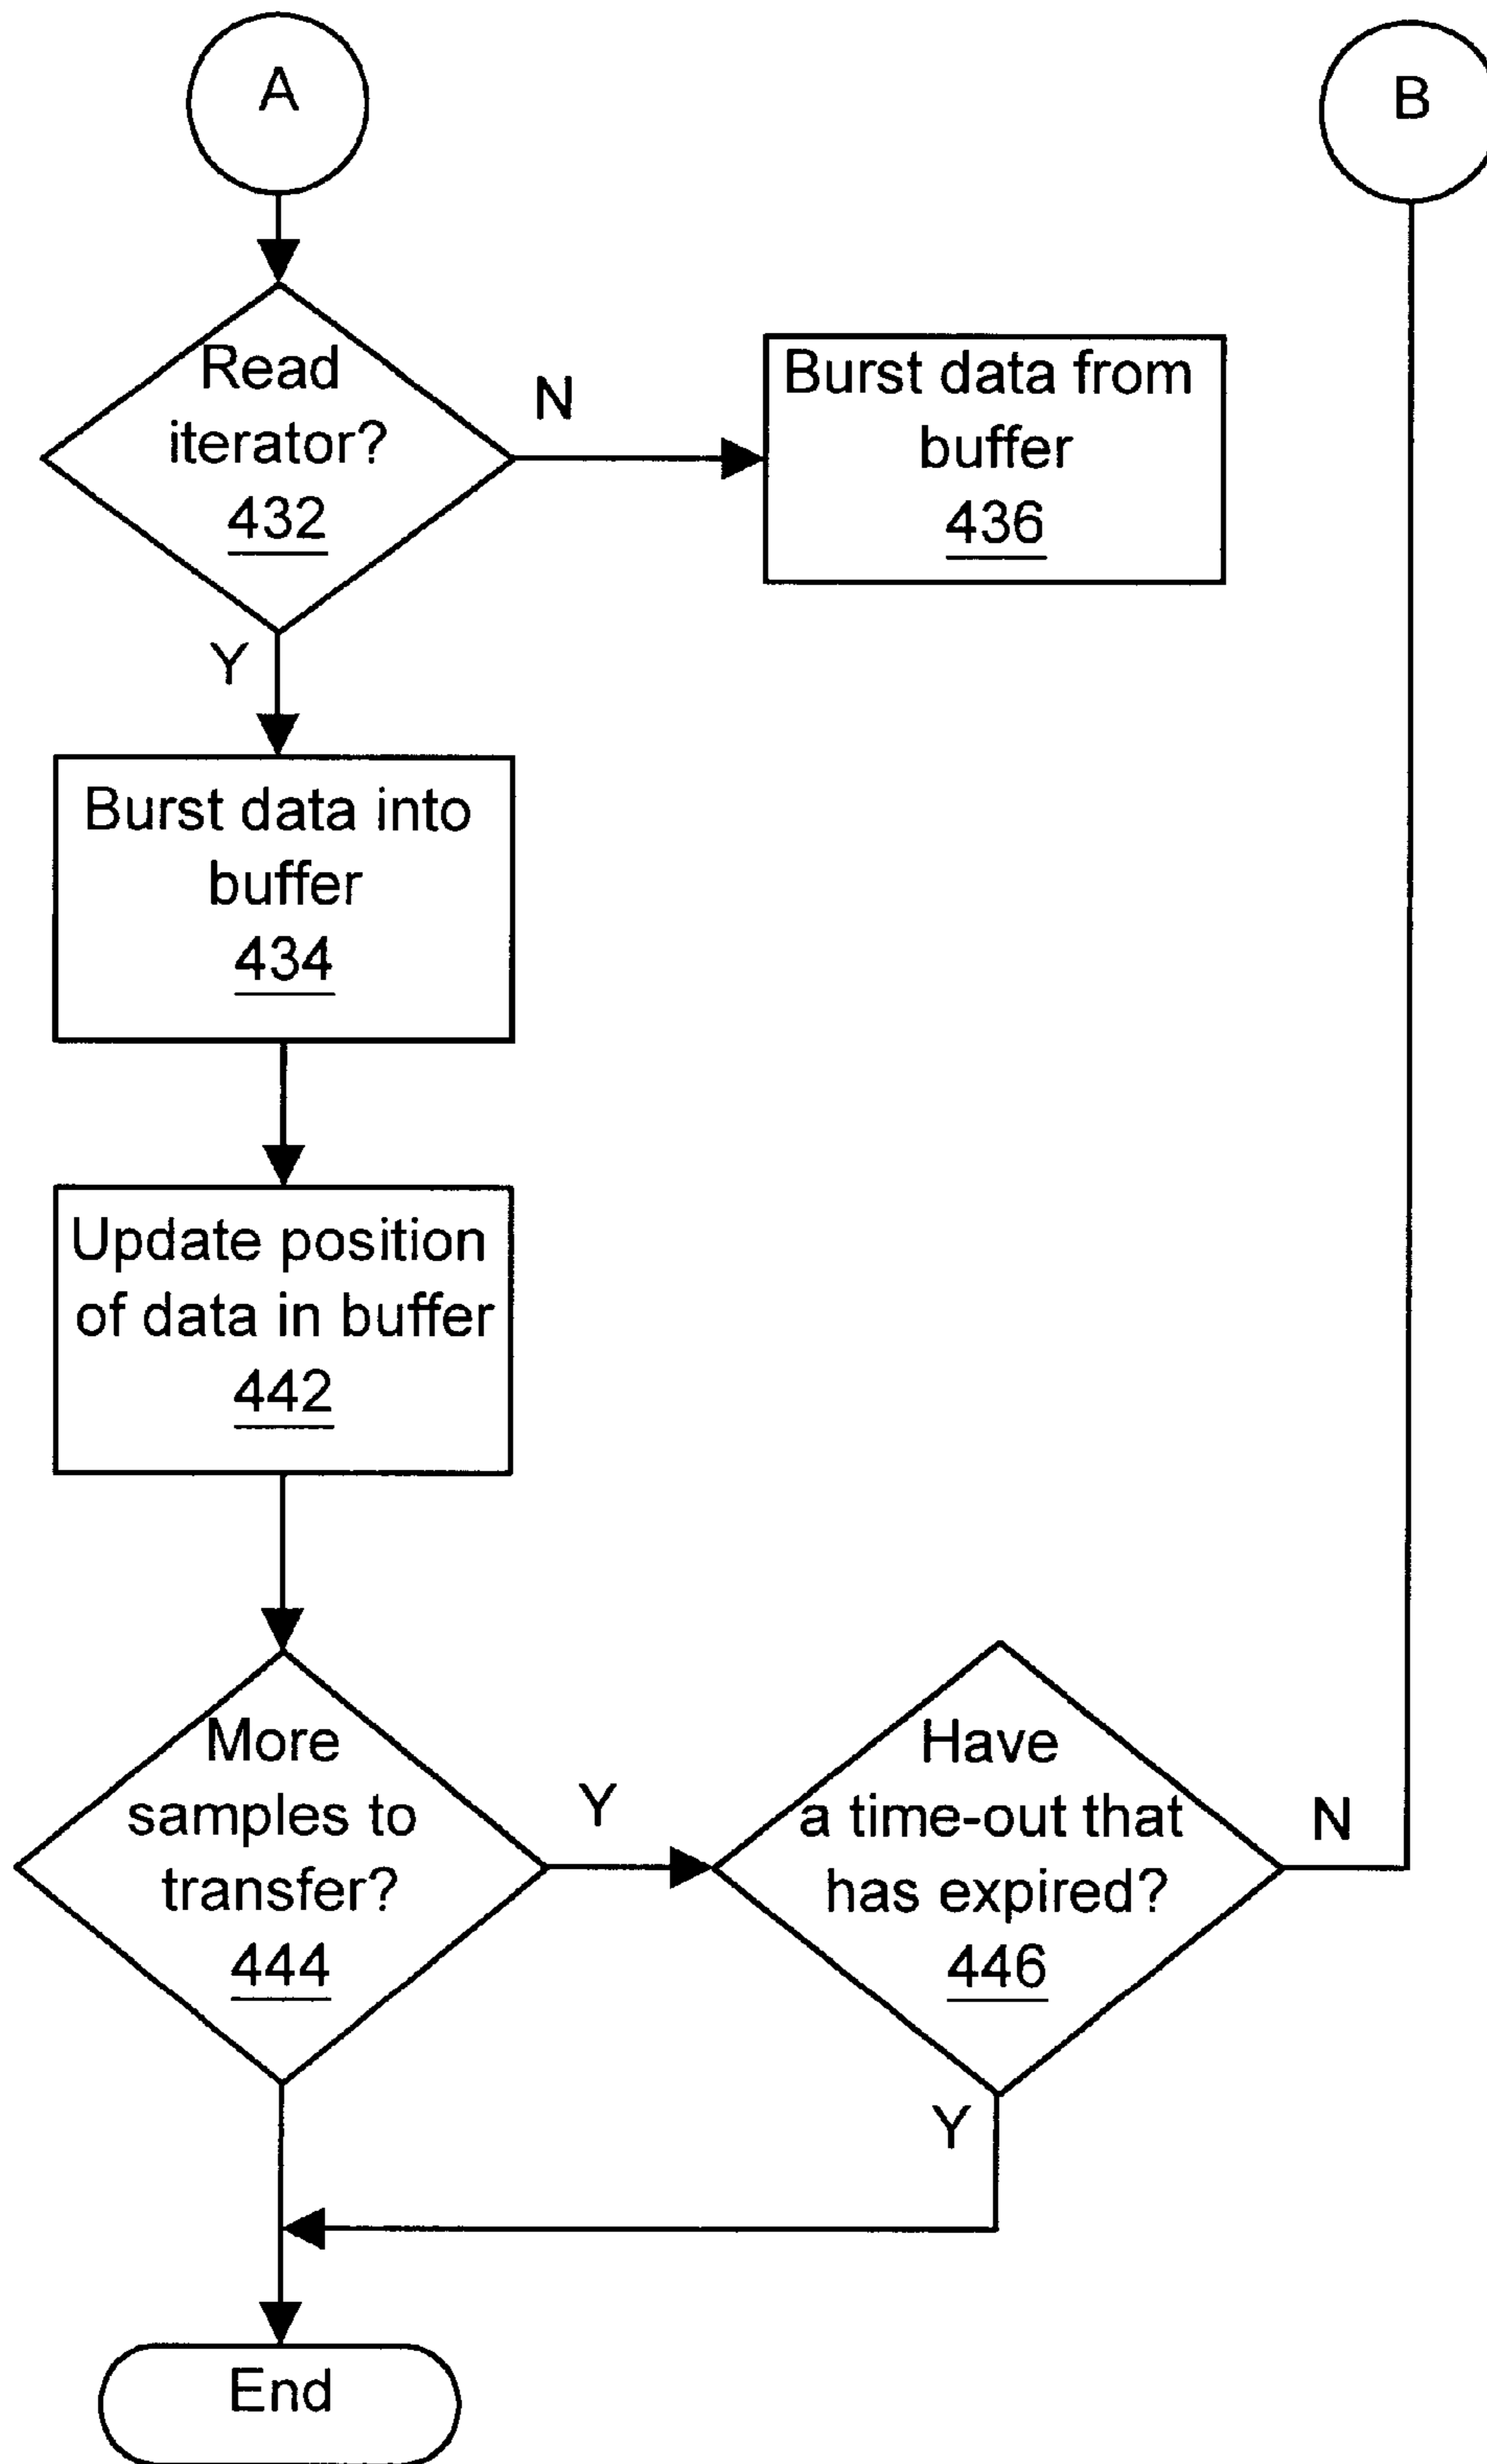 A
B
Read
iterator?
432
N
Burst data from
buffer
436
Y
Burst data into
buffer
434
Update position
of data in buffer
442
More
samples to
transfer?
444
Y
Have
a time-out that
has expired?
446
N
Y
End